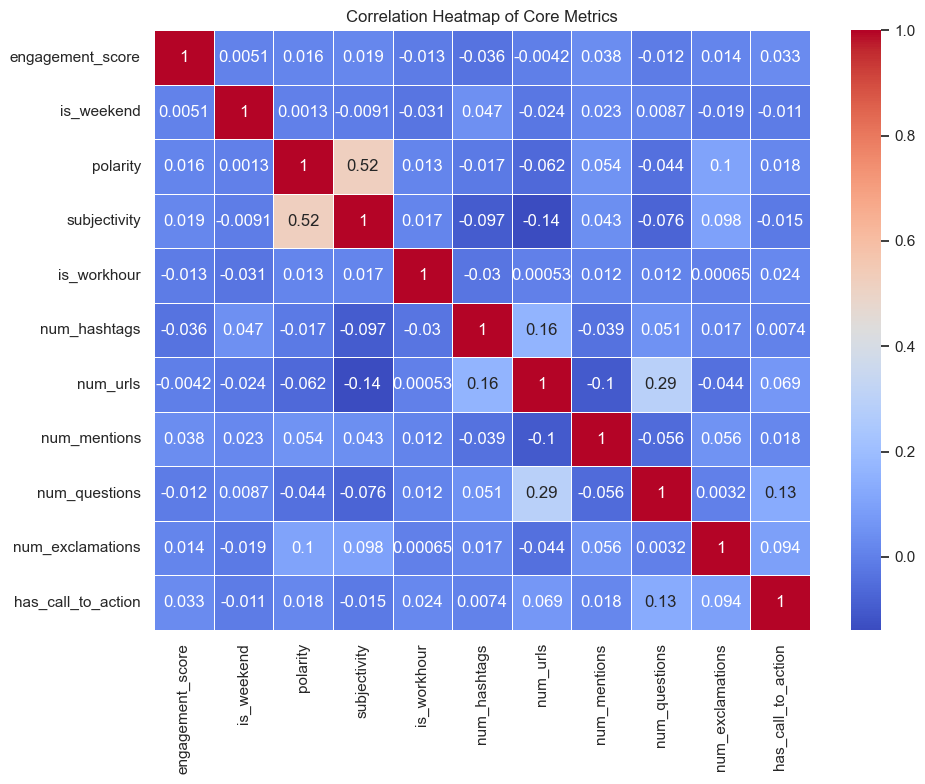 Correlation Heatmap of Core Metrics
engagement_score 1 0.0051 0.016 0.019 -0.013 -0.036 -0.0042 0.038 -0.012 0.014 0.033
is_weekend 0.0051 1 0.0013 -0.0091 -0.031 0.047 -0.024 0.023 0.0087 -0.019 -0.011
polarity 0.016 0.0013 1 0.52 0.013 -0.017 -0.062 0.054 -0.044 0.1 0.018
subjectivity 0.019 -0.0091 0.52 1 0.017 -0.097 -0.14 0.043 -0.076 0.098 -0.015
is_workhour -0.013 -0.031 0.013 0.017 1 -0.03 0.00053 0.012 0.012 0.00065 0.024
num_hashtags -0.036 0.047 -0.017 -0.097 -0.03 1 0.16 -0.039 0.051 0.017 0.0074
num_urls -0.0042 -0.024 -0.062 -0.14 0.00053 0.16 1 -0.1 0.29 -0.044 0.069
num_mentions 0.038 0.023 0.054 0.043 0.012 -0.039 -0.1 1 -0.056 0.056 0.018
num_questions -0.012 0.0087 -0.044 -0.076 0.012 0.051 0.29 -0.056 1 0.0032 0.13
num_exclamations 0.014 -0.019 0.1 0.098 0.00065 0.017 -0.044 0.056 0.0032 1 0.094
has_call_to_action 0.033 -0.011 0.018 -0.015 0.024 0.0074 0.069 0.018 0.13 0.094 1
engagement_score
is_weekend
polarity
subjectivity
is_workhour
num_hashtags
num_urls
num_mentions
num_questions
num_exclamations
has_call_to_action
1.0
0.8
0.6
0.4
0.2
0.0